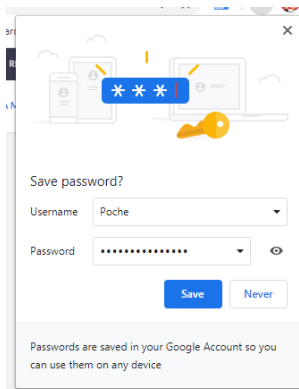 * * *
Save password?
Username Poche
Password •••••••••••••••
Save Never
Passwords are saved in your Google Account so you
can use them on any device